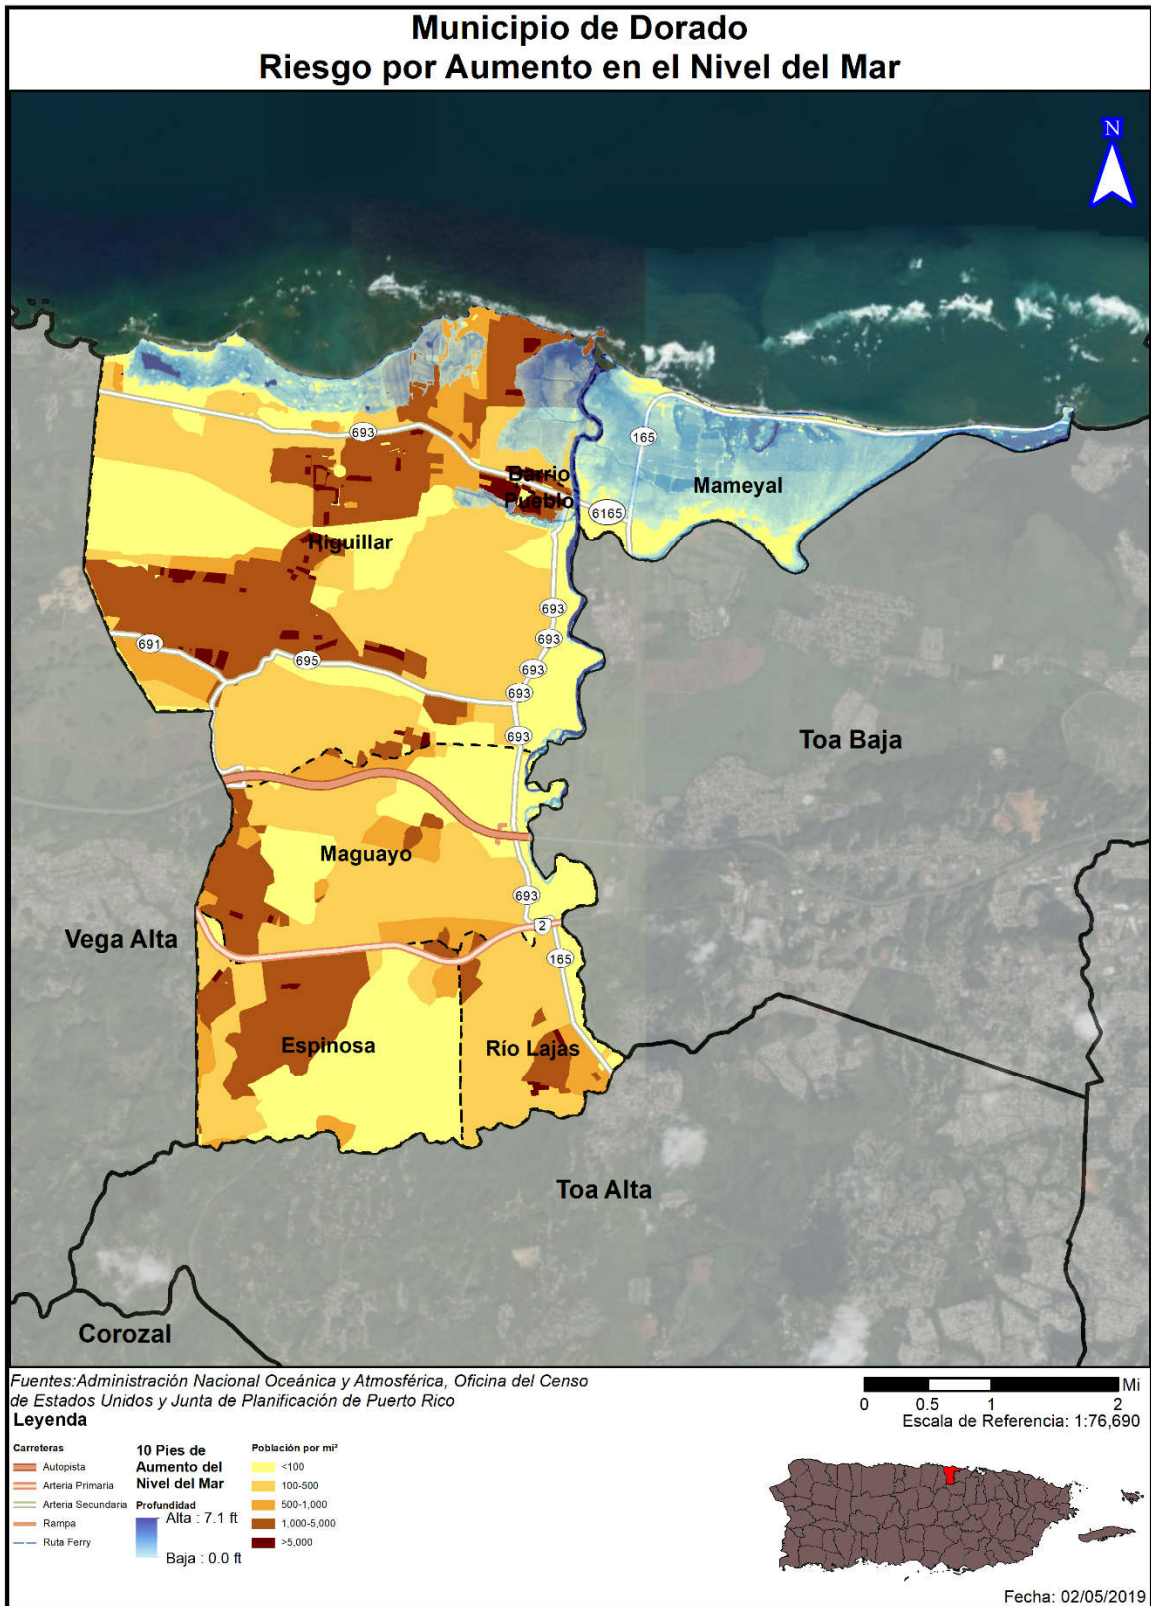 Municipio de Dorado
Riesgo por Aumento en el Nivel del Mar
N
693
165
Barrio
Pueblo
Mameyal
6165
Higuillar
693
691
693
695
693
693
693
Toa Baja
Maguayo
693
Vega Alta
2
165
Espinosa
Río Lajas
Toa Alta
Corozal
Fuentes:Administración Nacional Oceánica y Atmosférica, Oficina del Censo
de Estados Unidos y Junta de Planificación de Puerto Rico
Leyenda
Carreteras
Autopista
Arteria Primaria
Arteria Secundaria
Rampa
Ruta Ferry
10 Pies de
Aumento del
Nivel del Mar
Profundidad
Alta : 7.1 ft
Baja : 0.0 ft
Población por mi²
<100
100-500
500-1,000
1,000-5,000
>5,000
Mi
0 0.5 1 2
Escala de Referencia: 1:76,690
Fecha: 02/05/2019